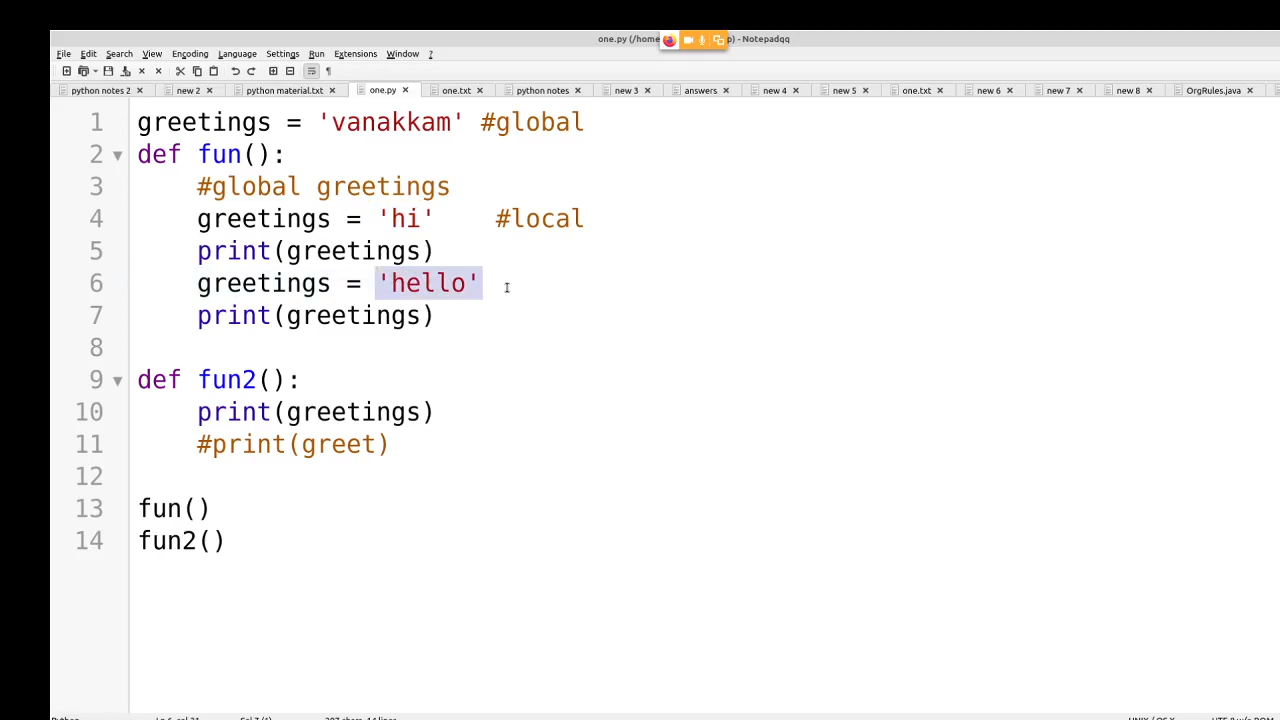 one.py (/home p) - Notepadqq
File Edit Search View Encoding Language Settings Run Extensions Window ?
python notes 2 new 2 python material.txt one.py one.txt python notes new 3 answers new 4 new 5 one.txt new 6 new 7 new 8 OrgRules.java
1 greetings = 'vanakkam' #global
2 def fun():
3 #global greetings
4 greetings = 'hi' #local
5 print(greetings)
6 greetings = 'hello'
7 print(greetings)
8
9 def fun2():
10 print(greetings)
11 #print(greet)
12
13 fun()
14 fun2()